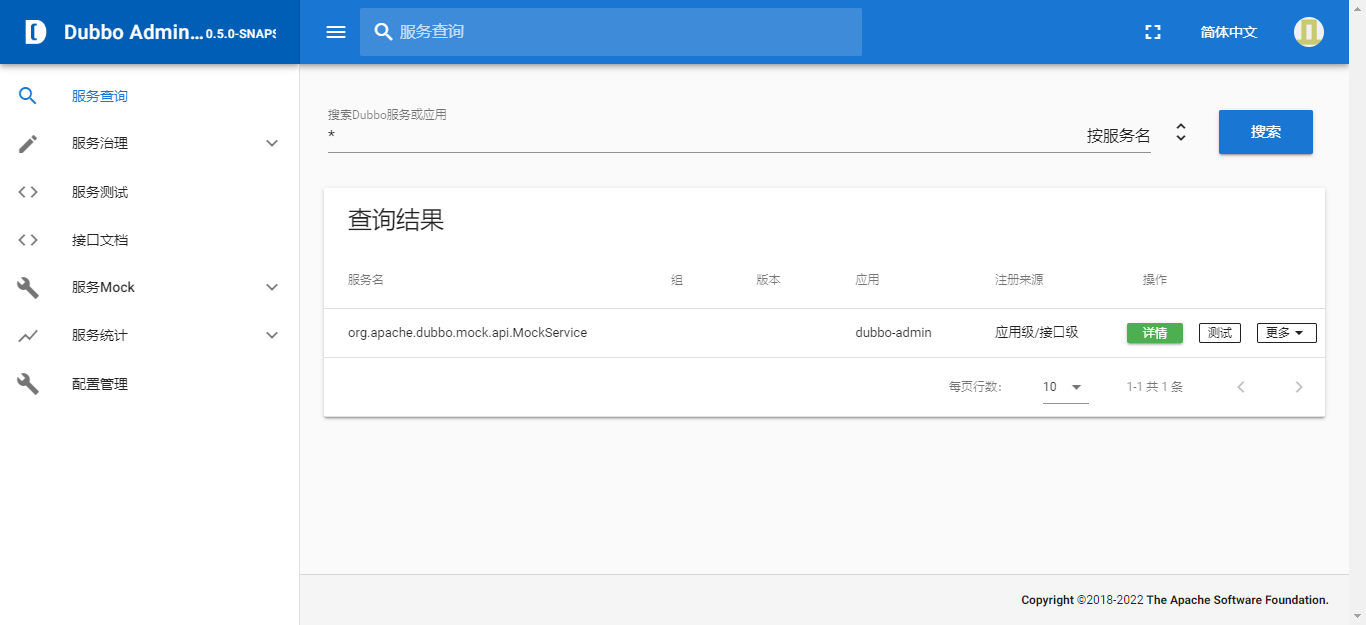 Dubbo Admin... 0.5.0-SNAPS
服务查询
简体中文
服务查询
服务治理
服务测试
接口文档
服务Mock
服务统计
配置管理
搜索Dubbo服务或应用
* 按服务名
搜索
查询结果
服务名 组 版本 应用 注册来源 操作
org.apache.dubbo.mock.api.MockService dubbo-admin 应用级/接口级 详情 测试 更多
每页行数: 10 1-1 共 1 条
Copyright ©2018-2022 The Apache Software Foundation.